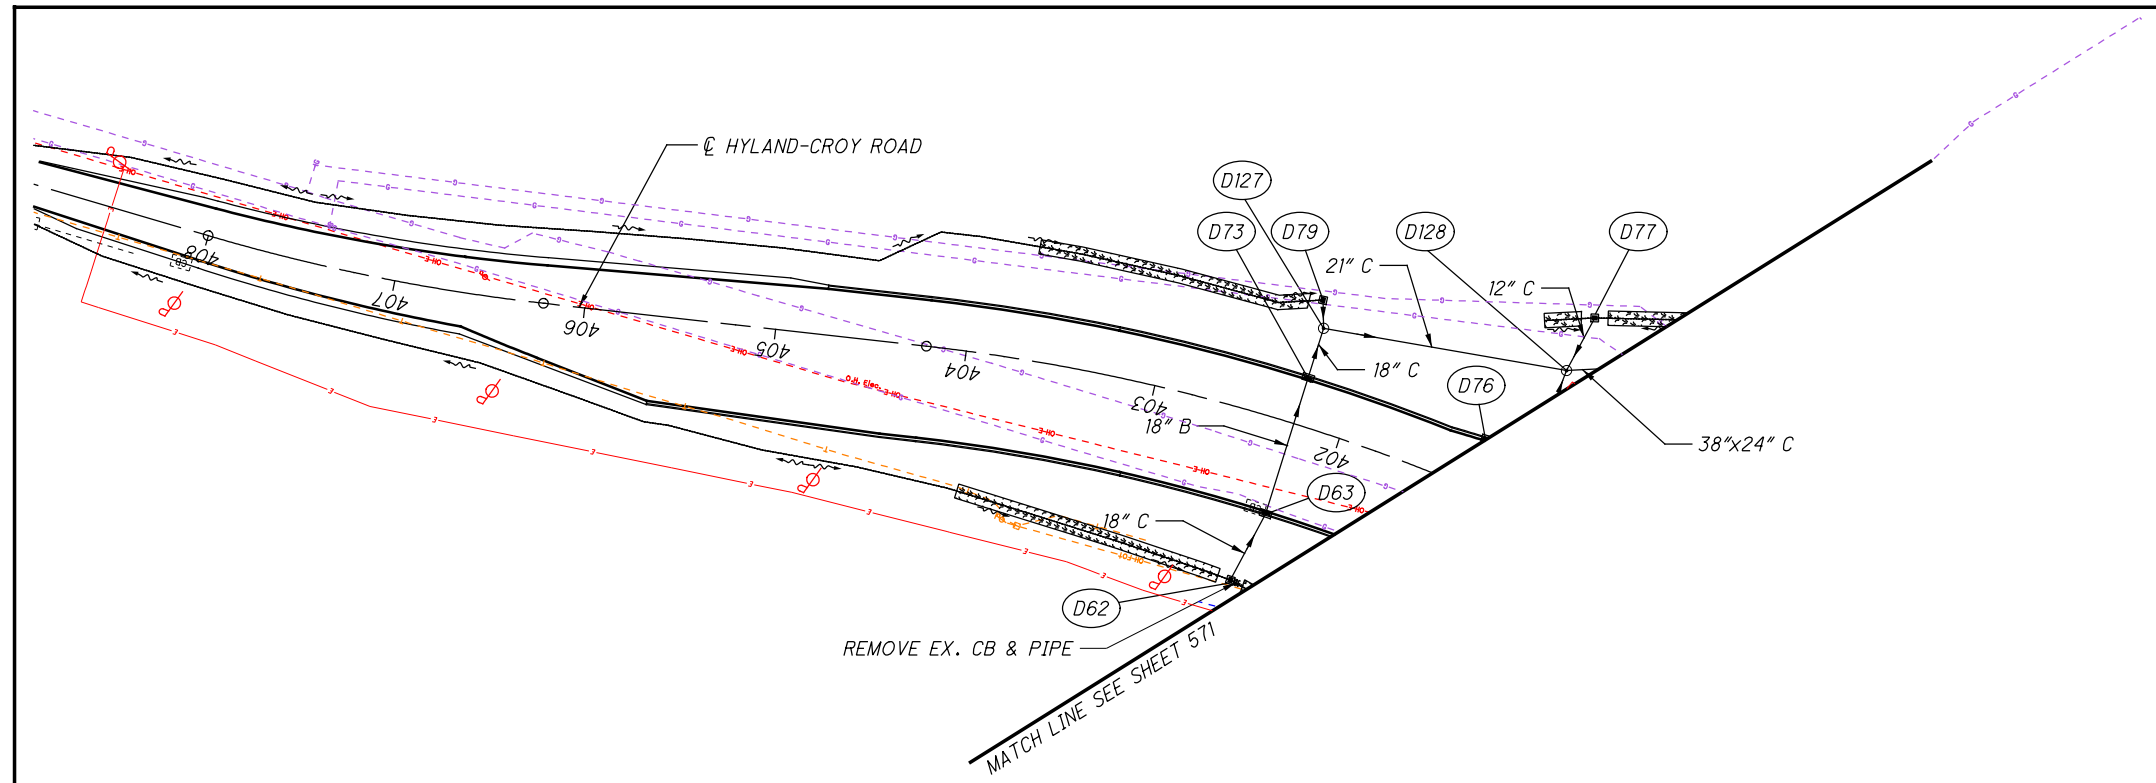 ℄ HYLAND-CROY ROAD
D127
D73
D79
D128
D77
21" C
12" C
18" C
D76
38"x24" C
408
407
406
405
404
403
402
O.H. Elec.
18" B
D63
18" C
D62
REMOVE EX. CB & PIPE
MATCH LINE SEE SHEET 571